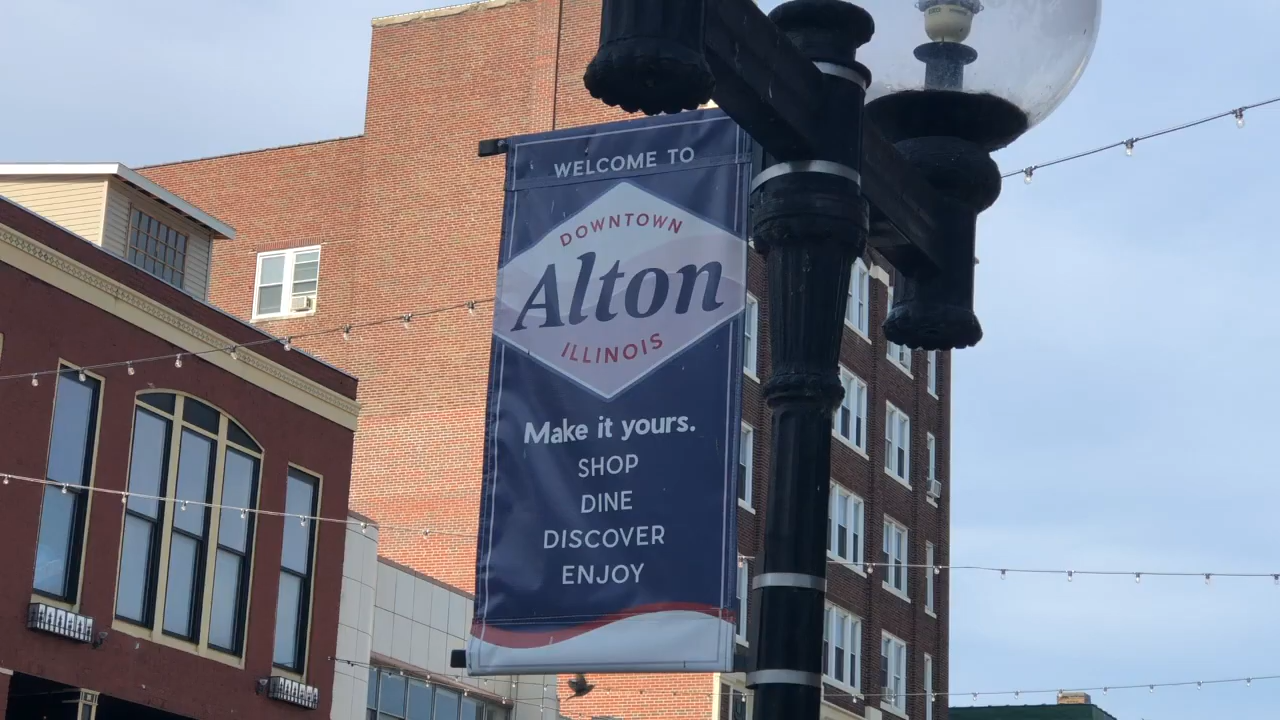 WELCOME TO
DOWNTOWN
Alton
ILLINOIS
Make it yours.
SHOP
DINE
DISCOVER
ENJOY